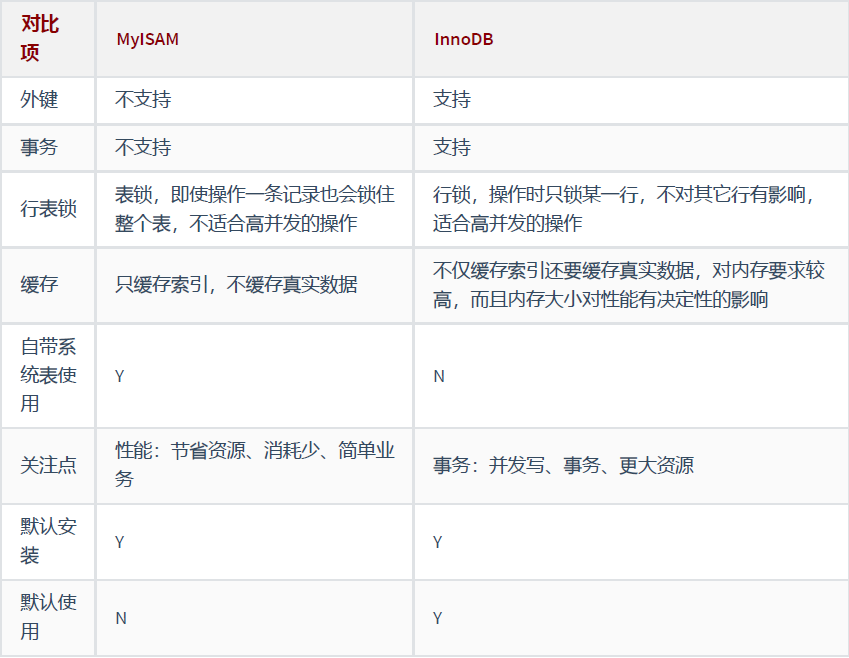 对比
项
MyISAM
InnoDB
外键
不支持
支持
事务
不支持
支持
行表锁
表锁，即使操作一条记录也会锁住
整个表，不适合高并发的操作
行锁，操作时只锁某一行，不对其它行有影响，
适合高并发的操作
缓存
只缓存索引，不缓存真实数据
不仅缓存索引还要缓存真实数据，对内存要求较
高，而且内存大小对性能有决定性的影响
自带系
统表使
用
Y
N
关注点
性能：节省资源、消耗少、简单业
务
事务：并发写、事务、更大资源
默认安
装
Y
Y
默认使
用
N
Y